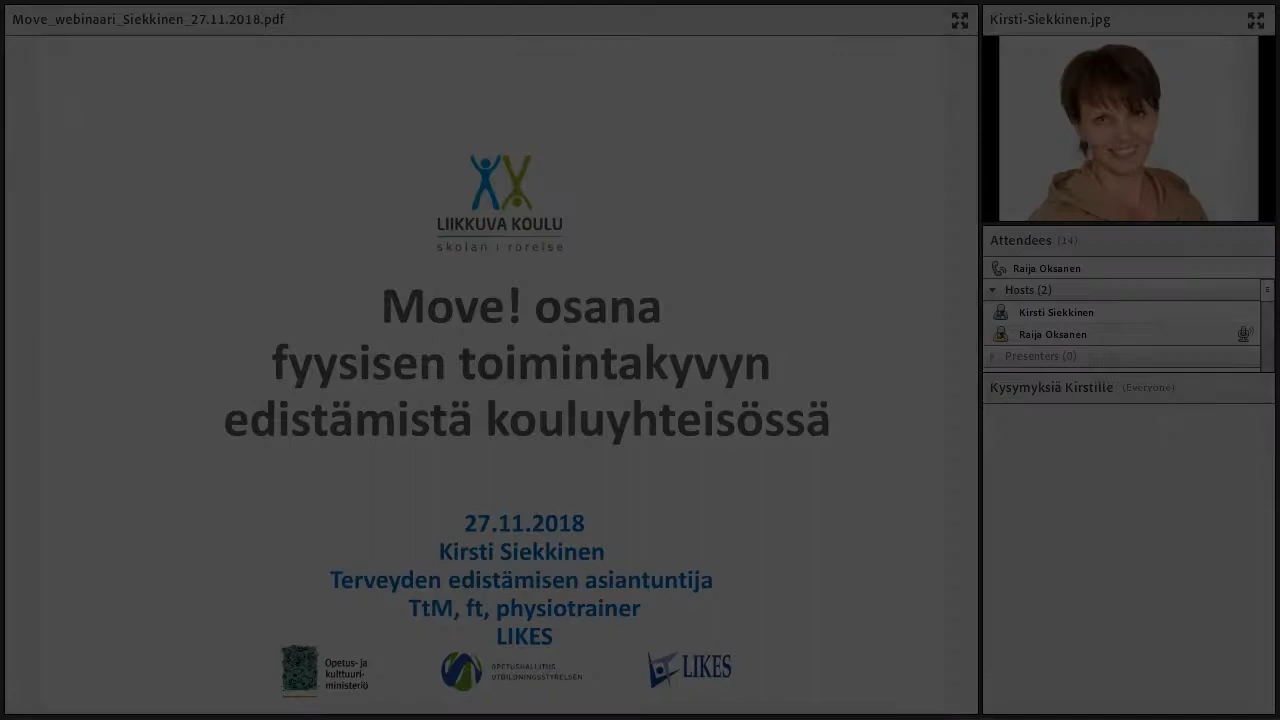 Move_webinaari_Siekkinen_27.11.2018.pdf
LIIKKUVA KOULU
skolan i rörelse
Move! osana
fyysisen toimintakyvyn
edistämistä kouluyhteisössä
27.11.2018
Kirsti Siekkinen
Terveyden edistämisen asiantuntija
TtM, ft, physiotrainer
LIKES
Opetus- ja
kulttuuri-
ministeriö
OPETUSHALLITUS
UTBILDNINGSSTYRELSEN
LIKES
Kirsti-Siekkinen.jpg
Attendees (14)
Raija Oksanen
Hosts (2)
Kirsti Siekkinen
Raija Oksanen
Presenters (0)
Kysymyksiä Kirstille (Everyone)